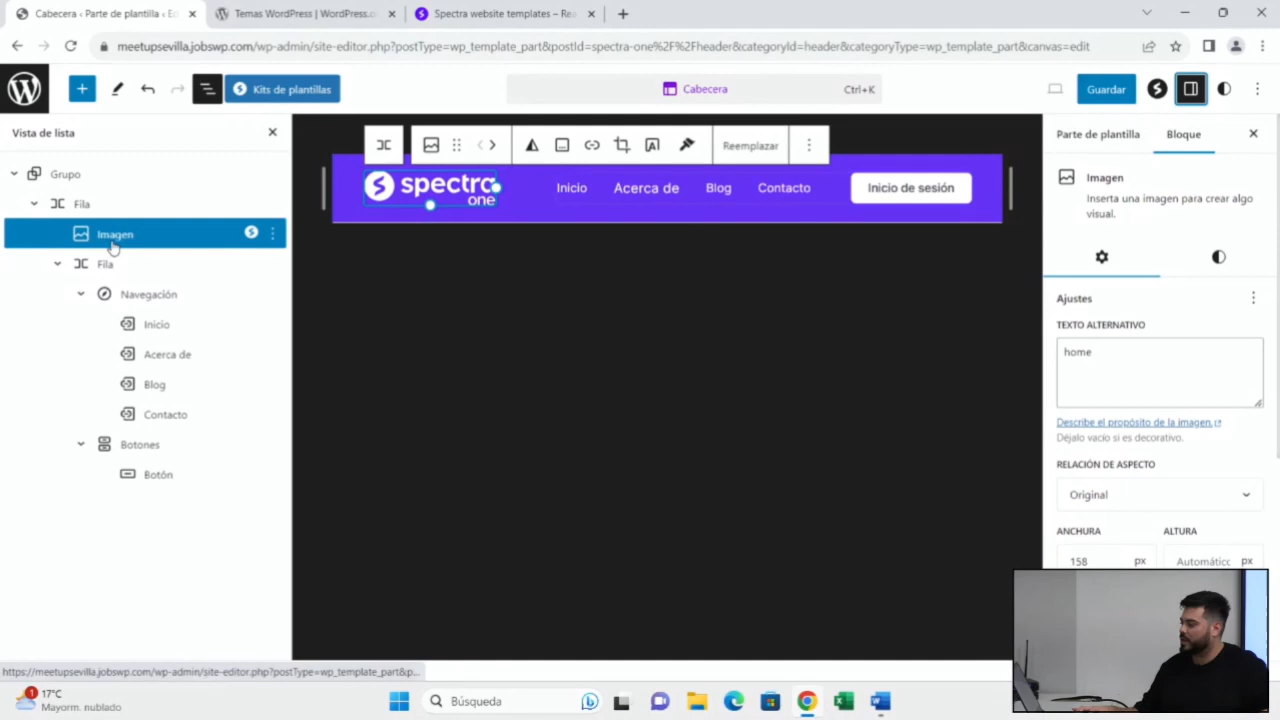 Cabecera ‹ Parte de plantilla ‹ Ed
Temas WordPress | WordPress.o
Spectra website templates – Rea
meetupsevilla.jobswp.com/wp-admin/site-editor.php?postType=wp_template_part&postId=spectra-one%2F%2Fheader&categoryId=header&categoryType=wp_template_part&canvas=edit
Kits de plantillas
Cabecera
Ctrl+K
Guardar
Vista de lista
Grupo
Fila
Imagen
Fila
Navegación
Inicio
Acerca de
Blog
Contacto
Botones
Botón
Reemplazar
spectra
one
Inicio
Acerca de
Blog
Contacto
Inicio de sesión
Parte de plantilla
Bloque
Imagen
Inserta una imagen para crear algo
visual.
Ajustes
TEXTO ALTERNATIVO
home
Describe el propósito de la imagen.
Déjalo vacío si es decorativo.
RELACIÓN DE ASPECTO
Original
ANCHURA
ALTURA
158
px
Automático
px
https://meetupsevilla.jobswp.com/wp-admin/site-editor.php?postType=wp_template_part&p...
1
17°C
Mayorm. nublado
Búsqueda